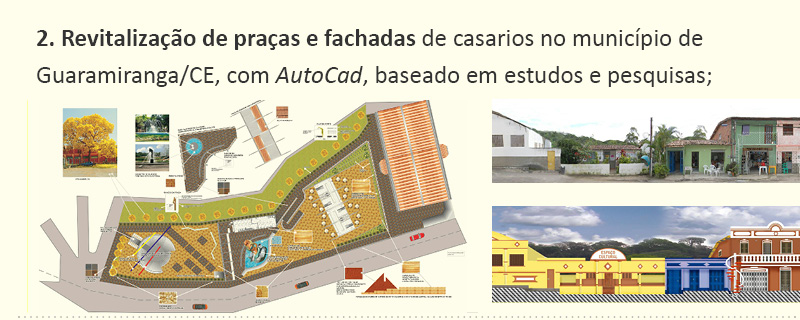 2. Revitalização de praças e fachadas de casarios no município de
Guaramiranga/CE, com AutoCad, baseado em estudos e pesquisas;
ESPAÇO
CULTURAL